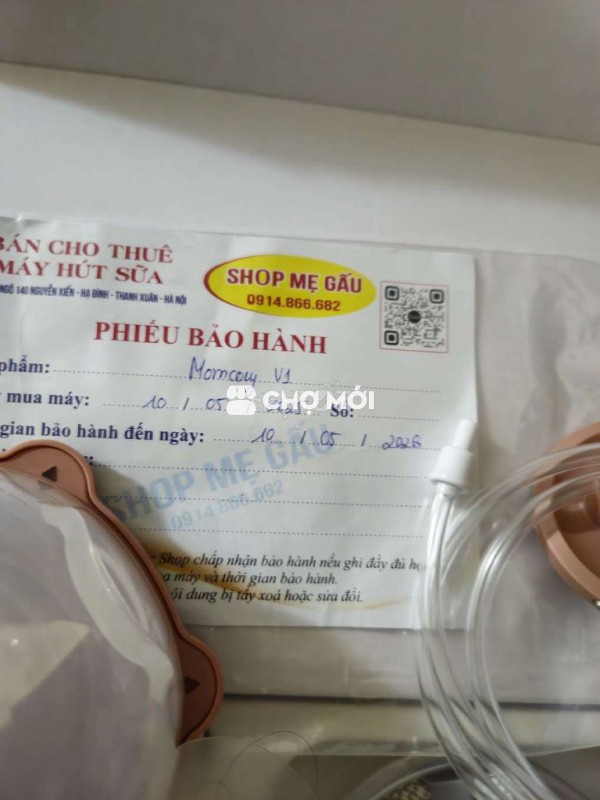 BÁN CHO THUÊ
MÁY HÚT SỮA
NGÕ 140 NGUYỄN XIỂN - HẠ ĐÌNH - THANH XUÂN - HÀ NỘI
SHOP MẸ GẤU
0914.866.682
PHIẾU BẢO HÀNH
phẩm: Momcozy V1
mua máy: 10 / 05 Số:
CHỢ MỚI
gian bảo hành đến ngày: 10 / 05 / 2026
SHOP MẸ GẤU
0914.866.682
Shop chấp nhận bảo hành nếu ghi đầy đủ
máy và thời gian bảo hành.
dung bị tẩy xoá hoặc sửa đổi.